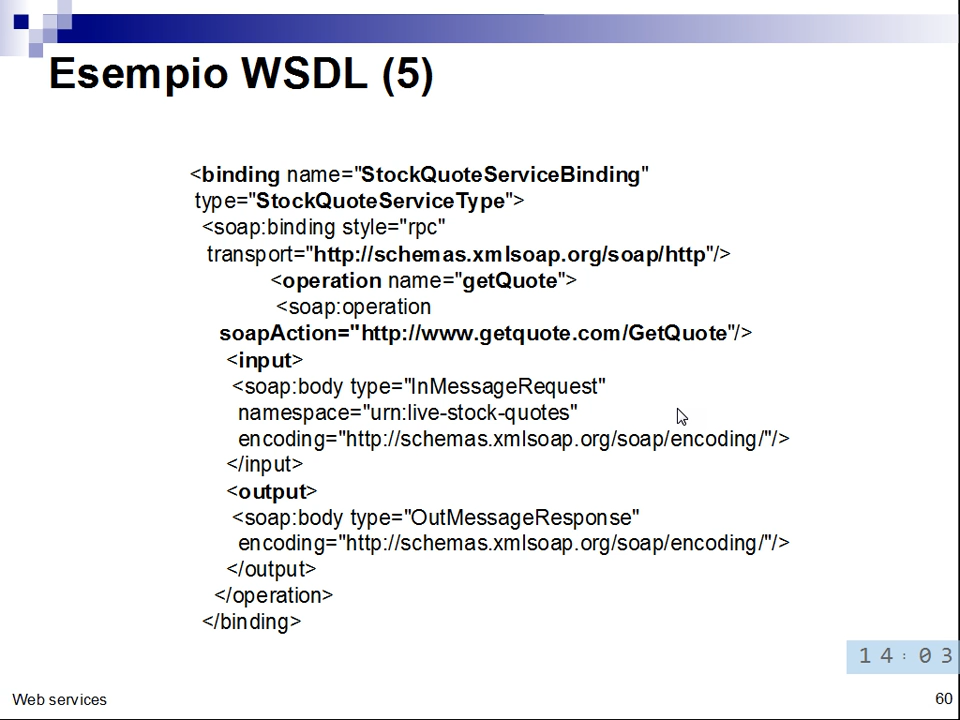 Esempio WSDL (5)
<binding name="StockQuoteServiceBinding"
type="StockQuoteServiceType">
<soap:binding style="rpc"
transport="http://schemas.xmlsoap.org/soap/http"/>
<operation name="getQuote">
<soap:operation
soapAction="http://www.getquote.com/GetQuote"/>
<input>
<soap:body type="InMessageRequest"
namespace="urn:live-stock-quotes"
encoding="http://schemas.xmlsoap.org/soap/encoding/"/>
</input>
<output>
<soap:body type="OutMessageResponse"
encoding="http://schemas.xmlsoap.org/soap/encoding/"/>
</output>
</operation>
</binding>
14:03
Web services
60